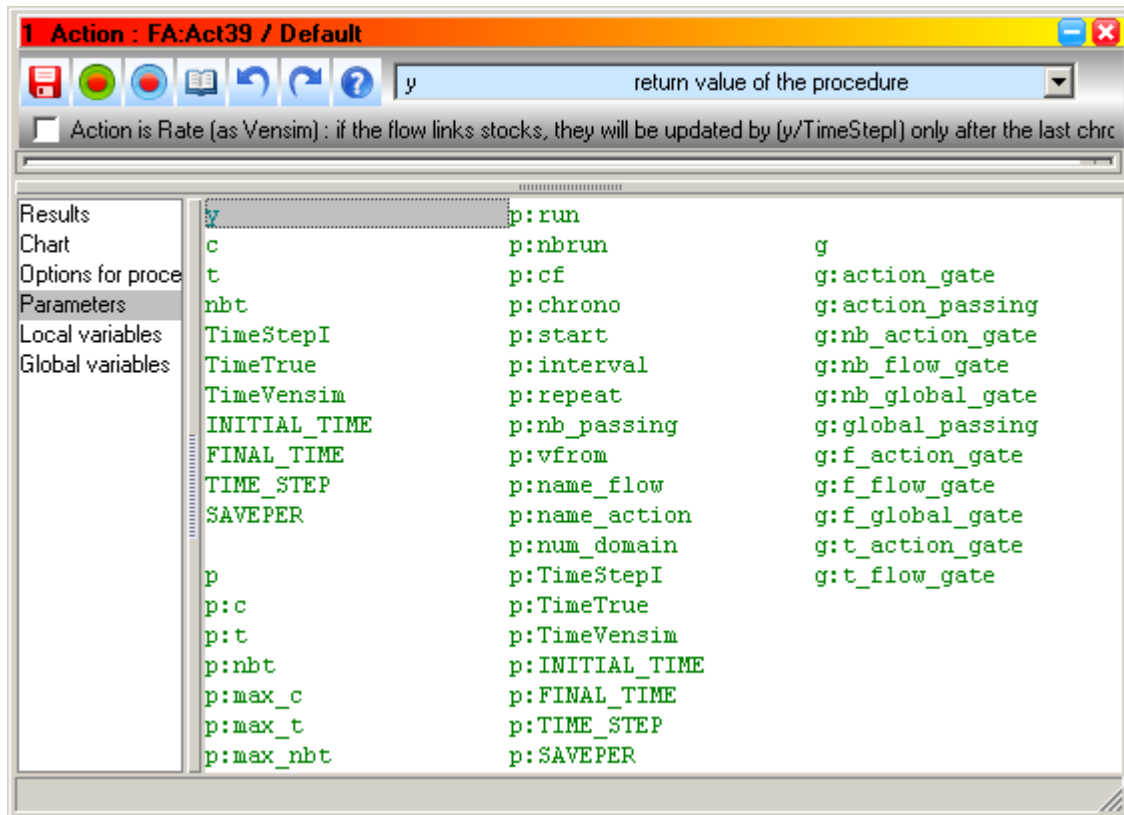 1 Action : FA:Act39 / Default
y return value of the procedure
Action is Rate (as Vensim) : if the flow links stocks, they will be updated by (y/TimeStepI) only after the last chrc
Results
Chart
Options for proce
Parameters
Local variables
Global variables
y p:run
c p:nbrun g
t p:cf g:action_gate
nbt p:chrono g:action_passing
TimeStepI p:start g:nb_action_gate
TimeTrue p:interval g:nb_flow_gate
TimeVensim p:repeat g:nb_global_gate
INITIAL_TIME p:nb_passing g:global_passing
FINAL_TIME p:vfrom g:f_action_gate
TIME_STEP p:name_flow g:f_flow_gate
SAVEPER p:name_action g:f_global_gate
p:num_domain g:t_action_gate
p p:TimeStepI g:t_flow_gate
p:c p:TimeTrue
p:t p:TimeVensim
p:nbt p:INITIAL_TIME
p:max_c p:FINAL_TIME
p:max_t p:TIME_STEP
p:max_nbt p:SAVEPER